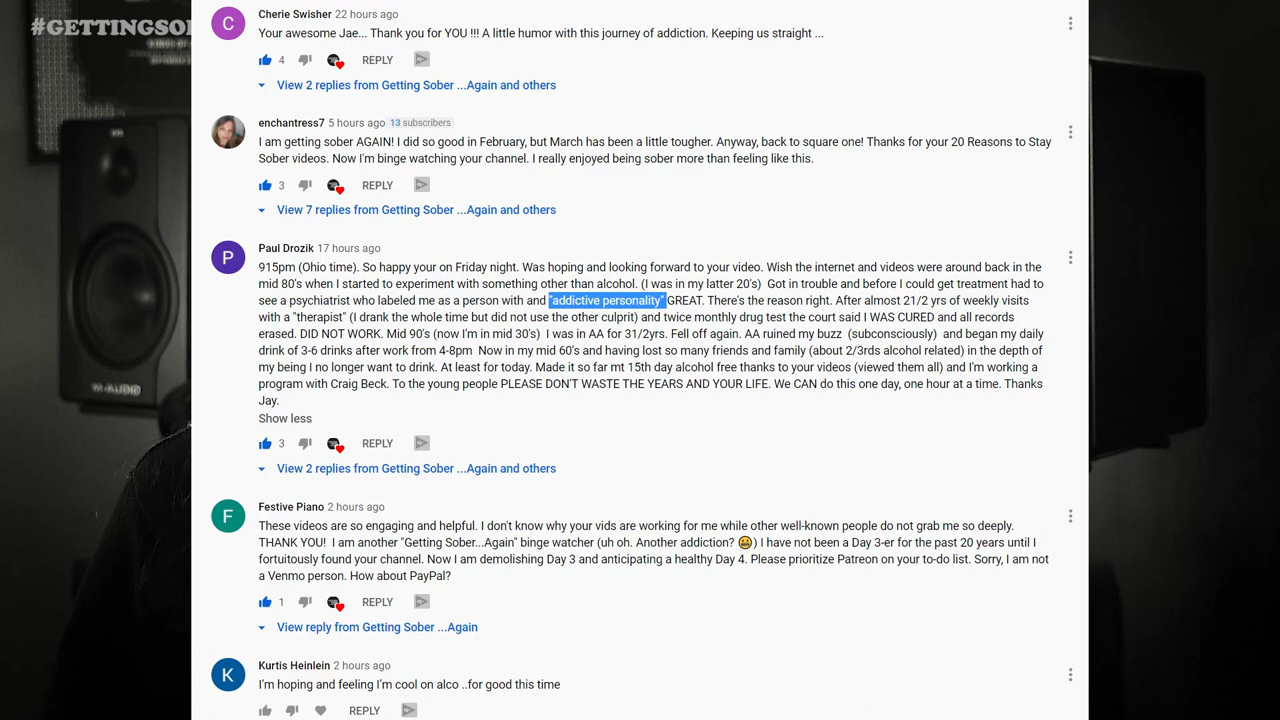 #GETTINGSO
C
Cherie Swisher 22 hours ago
Your awesome Jae... Thank you for YOU !!! A little humor with this journey of addiction. Keeping us straight ...
4 REPLY
View 2 replies from Getting Sober ...Again and others
enchantress7 5 hours ago 13 subscribers
I am getting sober AGAIN! I did so good in February, but March has been a little tougher. Anyway, back to square one! Thanks for your 20 Reasons to Stay
Sober videos. Now I'm binge watching your channel. I really enjoyed being sober more than feeling like this.
3 REPLY
View 7 replies from Getting Sober ...Again and others
P
Paul Drozik 17 hours ago
915pm (Ohio time). So happy your on Friday night. Was hoping and looking forward to your video. Wish the internet and videos were around back in the
mid 80's when I started to experiment with something other than alcohol. (I was in my latter 20's) Got in trouble and before I could get treatment had to
see a psychiatrist who labeled me as a person with and "addictive personality" GREAT. There's the reason right. After almost 21/2 yrs of weekly visits
with a "therapist" (I drank the whole time but did not use the other culprit) and twice monthly drug test the court said I WAS CURED and all records
erased. DID NOT WORK. Mid 90's (now I'm in mid 30's) I was in AA for 31/2yrs. Fell off again. AA ruined my buzz (subconsciously) and began my daily
drink of 3-6 drinks after work from 4-8pm Now in my mid 60's and having lost so many friends and family (about 2/3rds alcohol related) in the depth of
my being I no longer want to drink. At least for today. Made it so far mt 15th day alcohol free thanks to your videos (viewed them all) and I'm working a
program with Craig Beck. To the young people PLEASE DON'T WASTE THE YEARS AND YOUR LIFE. We CAN do this one day, one hour at a time. Thanks
Jay.
Show less
3 REPLY
View 2 replies from Getting Sober ...Again and others
F
Festive Piano 2 hours ago
These videos are so engaging and helpful. I don't know why your vids are working for me while other well-known people do not grab me so deeply.
THANK YOU! I am another "Getting Sober...Again" binge watcher (uh oh. Another addiction? 😀) I have not been a Day 3-er for the past 20 years until I
fortuitously found your channel. Now I am demolishing Day 3 and anticipating a healthy Day 4. Please prioritize Patreon on your to-do list. Sorry, I am not
a Venmo person. How about PayPal?
1 REPLY
View reply from Getting Sober ...Again
K
Kurtis Heinlein 2 hours ago
I'm hoping and feeling I'm cool on alco ..for good this time
REPLY
M-AUDIO